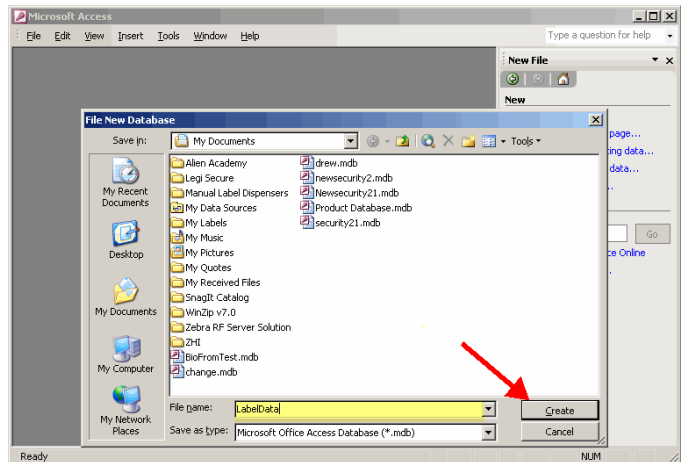 Microsoft Access
File Edit View Insert Tools Window Help
Type a question for help
New File
New
File New Database
Save in:
My Documents
Tools
page...
ing data...
data...
Go
ce Online
My Recent
Documents
Desktop
My Documents
My Computer
My Network
Places
Alien Academy
Legi Secure
Manual Label Dispensers
My Data Sources
My Labels
My Music
My Pictures
My Quotes
My Received Files
SnagIt Catalog
WinZip v7.0
Zebra RF Server Solution
ZHI
BioFromTest.mdb
change.mdb
drew.mdb
newsecurity2.mdb
Newsecurity21.mdb
Product Database.mdb
security21.mdb
File name:
LabelData
Create
Save as type:
Microsoft Office Access Database (*.mdb)
Cancel
Ready
NUM